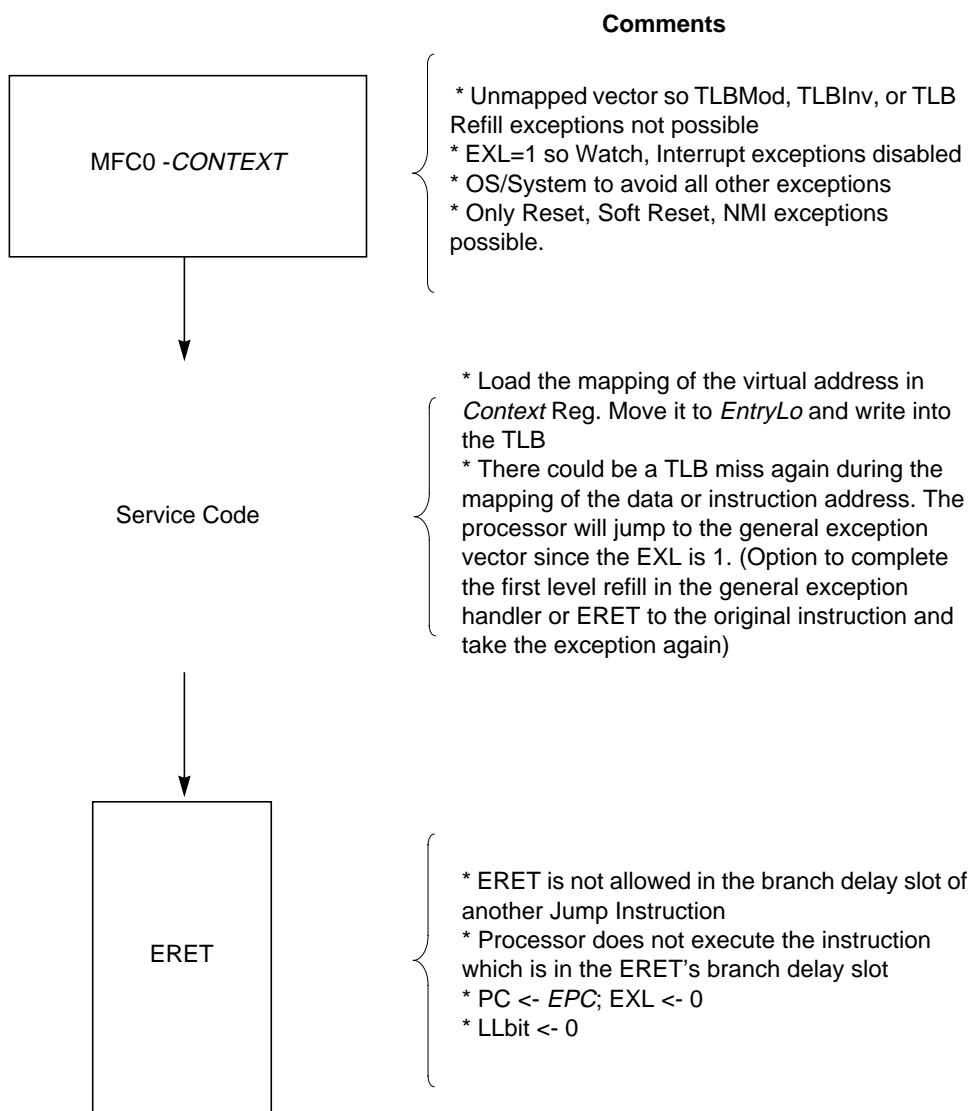 Comments
MFC0 -CONTEXT
* Unmapped vector so TLBMod, TLBInv, or TLB
Refill exceptions not possible
* EXL=1 so Watch, Interrupt exceptions disabled
* OS/System to avoid all other exceptions
* Only Reset, Soft Reset, NMI exceptions
possible.
Service Code
* Load the mapping of the virtual address in
Context Reg. Move it to EntryLo and write into
the TLB
* There could be a TLB miss again during the
mapping of the data or instruction address. The
processor will jump to the general exception
vector since the EXL is 1. (Option to complete
the first level refill in the general exception
handler or ERET to the original instruction and
take the exception again)
ERET
* ERET is not allowed in the branch delay slot of
another Jump Instruction
* Processor does not execute the instruction
which is in the ERET's branch delay slot
* PC <- EPC; EXL <- 0
* LLbit <- 0